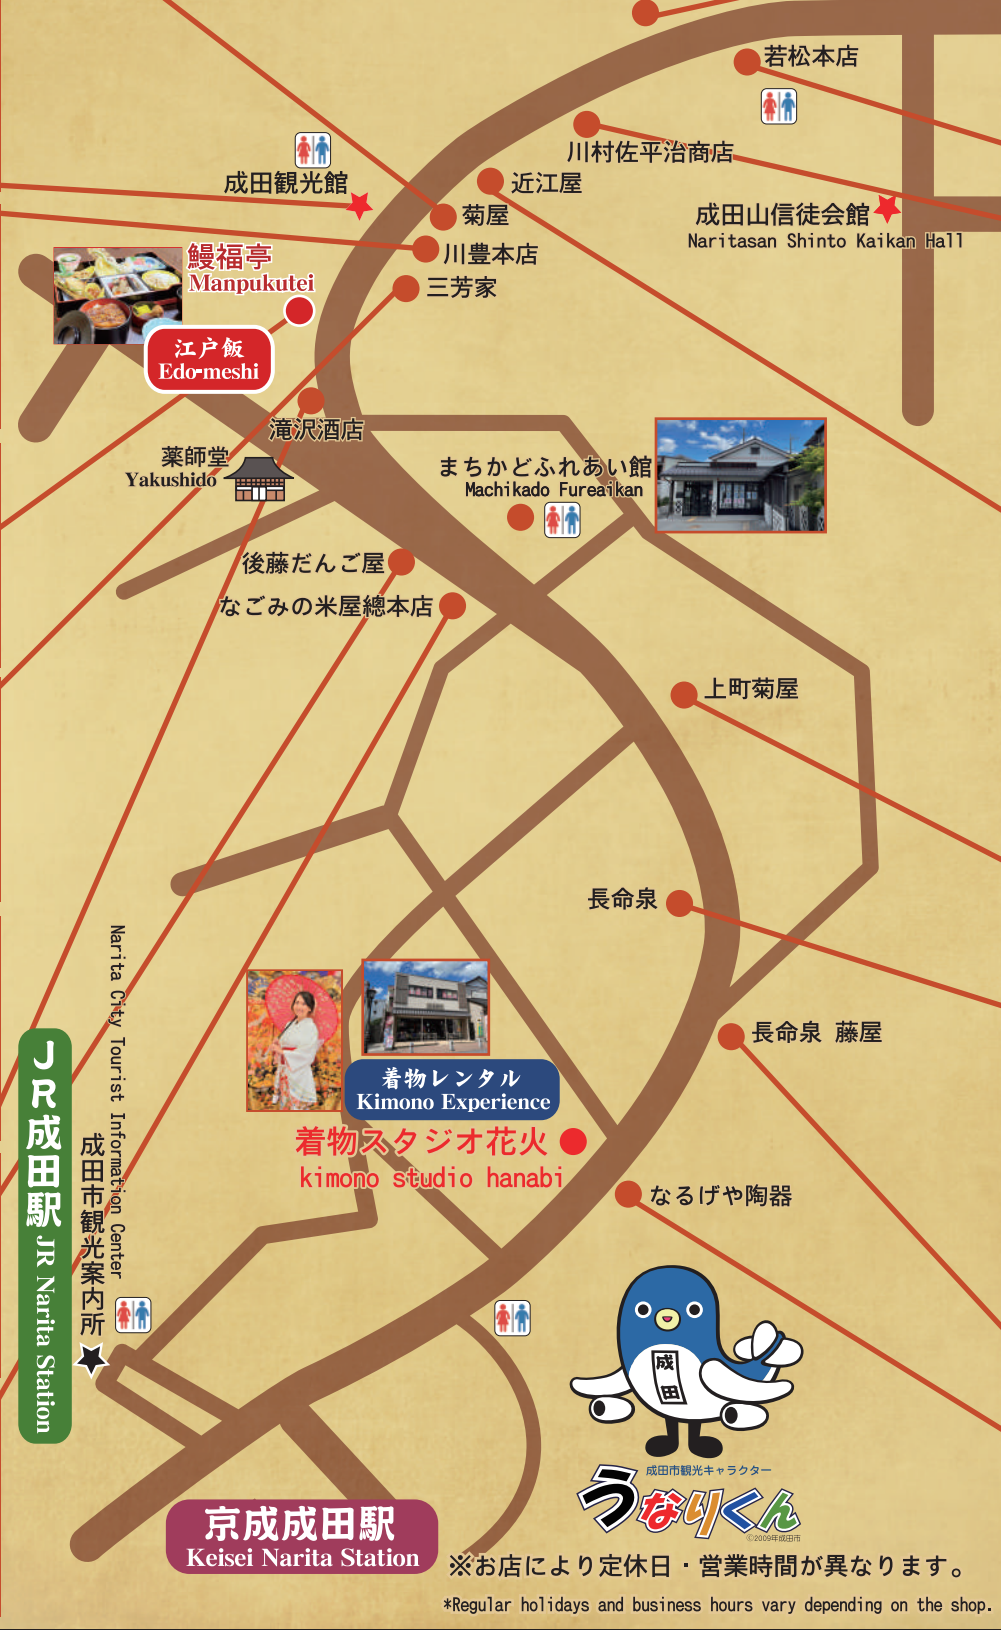 若松本店
川村佐平治商店
成田観光館
近江屋
菊屋
成田山信徒会館
Naritasan Shinto Kaikan Hall
川豊本店
鰻福亭
Manpukutei
三芳家
江戸飯
Edo-meshi
滝沢酒店
薬師堂
Yakushido
まちかどふれあい館
Machikado Fureaikan
後藤だんご屋
なごみの米屋總本店
上町菊屋
長命泉
長命泉 藤屋
着物レンタル
Kimono Experience
着物スタジオ花火
kimono studio hanabi
なるげや陶器
JR成田駅 JR Narita Station
成田市観光案内所
Narita City Tourist Information Center
成田
成田市観光キャラクター
うなりくん
©2009年成田市
京成成田駅
Keisei Narita Station
※お店により定休日・営業時間が異なります。
*Regular holidays and business hours vary depending on the shop.